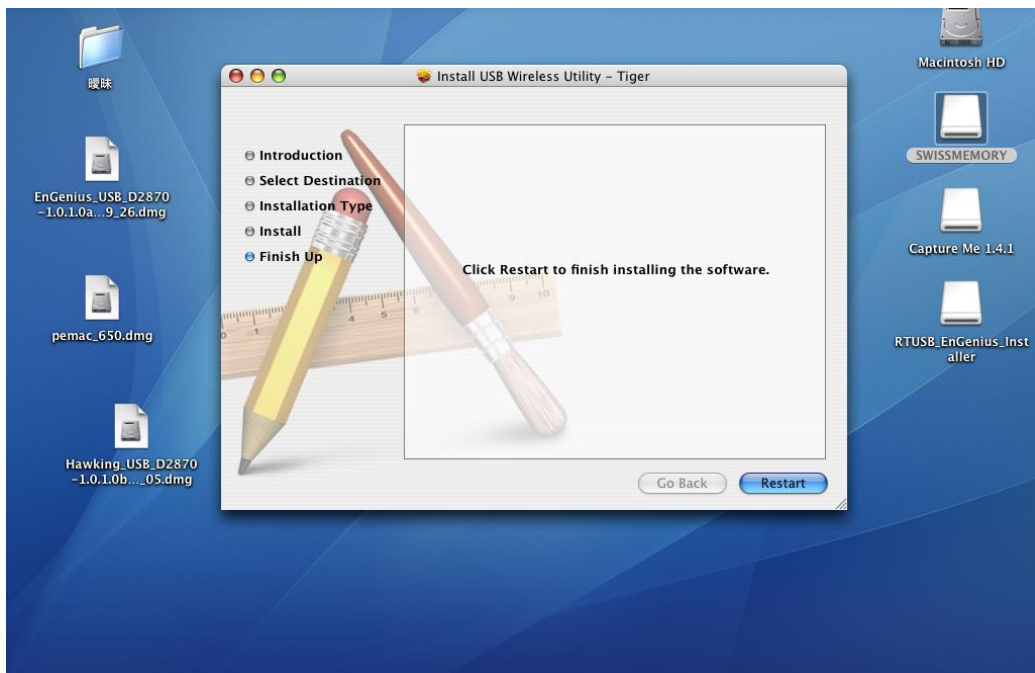 Macintosh HD
Install USB Wireless Utility – Tiger
曖昧
Introduction
SWISSMEMORY
Select Destination
EnGenius_USB_D2870
-1.0.1.0a...9_26.dmg
Installation Type
Install
Finish Up
Capture Me 1.4.1
Click Restart to finish installing the software.
pemac_650.dmg
RTUSB_EnGenius_Inst
aller
Hawking_USB_D2870
-1.0.1.0b..._05.dmg
Go Back
Restart